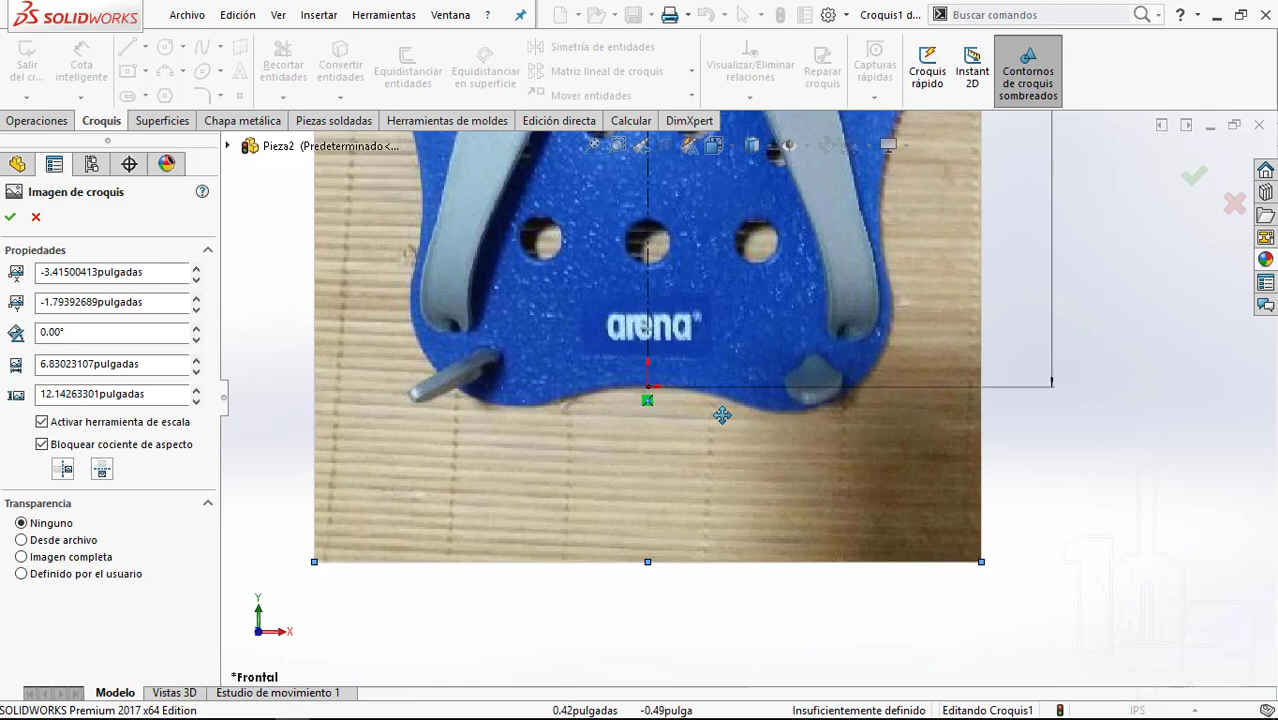 SOLIDWORKS
Archivo Edición Ver Insertar Herramientas Ventana ? Croquis1 d... Buscar comandos ?
Salir del cr...
Cota inteligente
Recortar entidades
Convertir entidades
Equidistanciar entidades
Equidistanciar en superficie
Simetría de entidades
Matriz lineal de croquis
Mover entidades
Visualizar/Eliminar relaciones
Reparar croquis
Capturas rápidas
Croquis rápido
Instant 2D
Contornos de croquis sombreados
Operaciones Croquis Superficies Chapa metálica Piezas soldadas Herramientas de moldes Edición directa Calcular DimXpert
Pieza2 (Predeterminado<...
Imagen de croquis ?
Propiedades
-3.41500413pulgadas
-1.79392689pulgadas
0.00°
6.83023107pulgadas
12.14263301pulgadas
Activar herramienta de escala
Bloquear cociente de aspecto
Transparencia
Ninguno
Desde archivo
Imagen completa
Definido por el usuario
arena
Y
X
*Frontal
Modelo Vistas 3D Estudio de movimiento 1
SOLIDWORKS Premium 2017 x64 Edition 0.42pulgadas -0.49pulga Insuficientemente definido Editando Croquis1 IPS